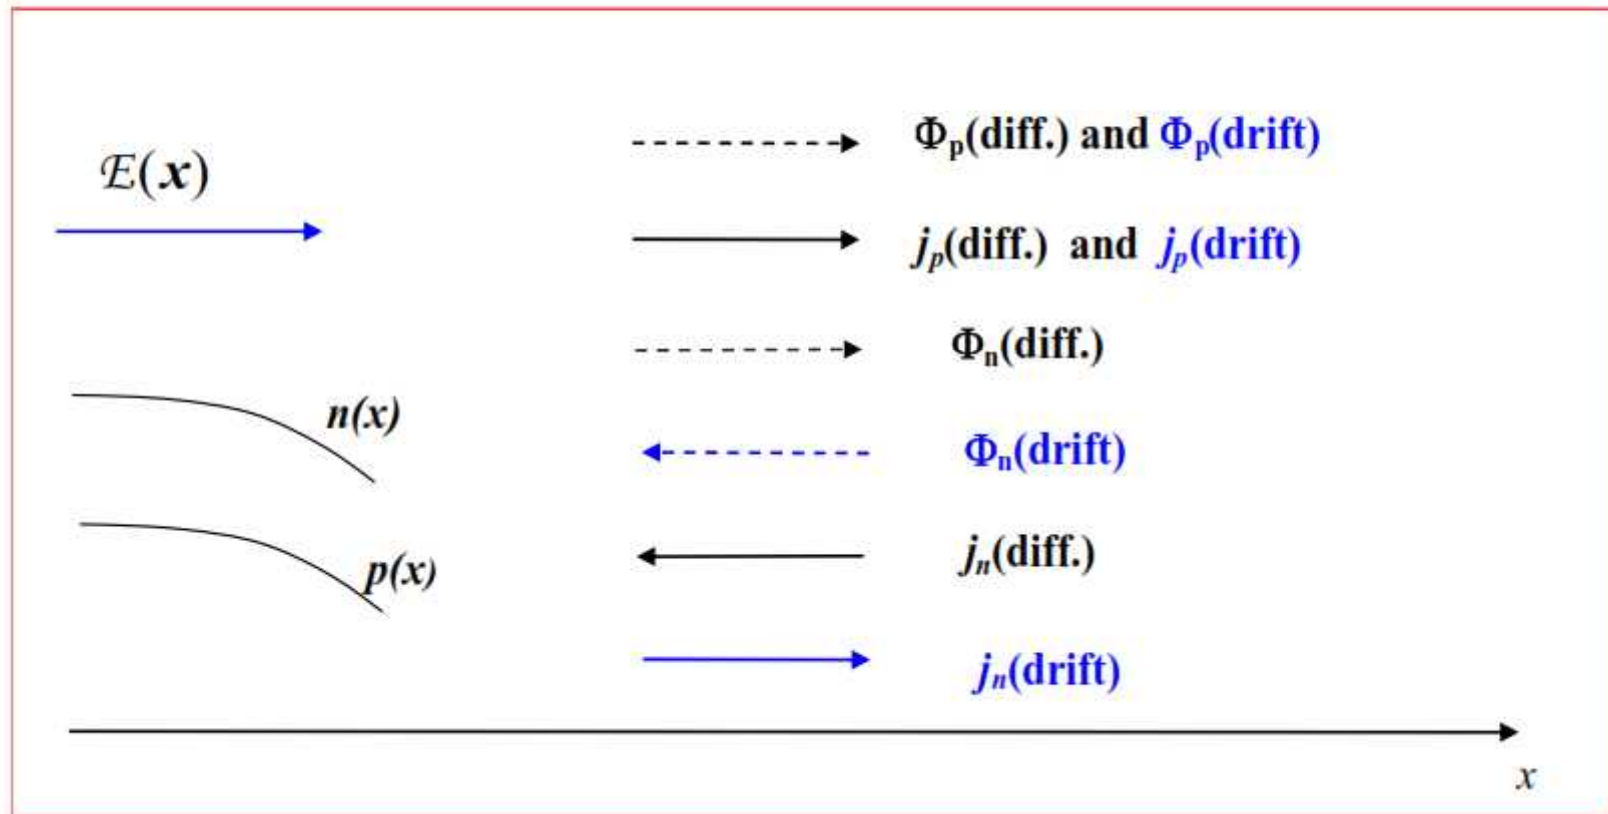 Φp(diff.) and Φp(drift)
ℰ(x)
jp(diff.) and jp(drift)
Φn(diff.)
n(x)
Φn(drift)
jn(diff.)
p(x)
jn(drift)
x